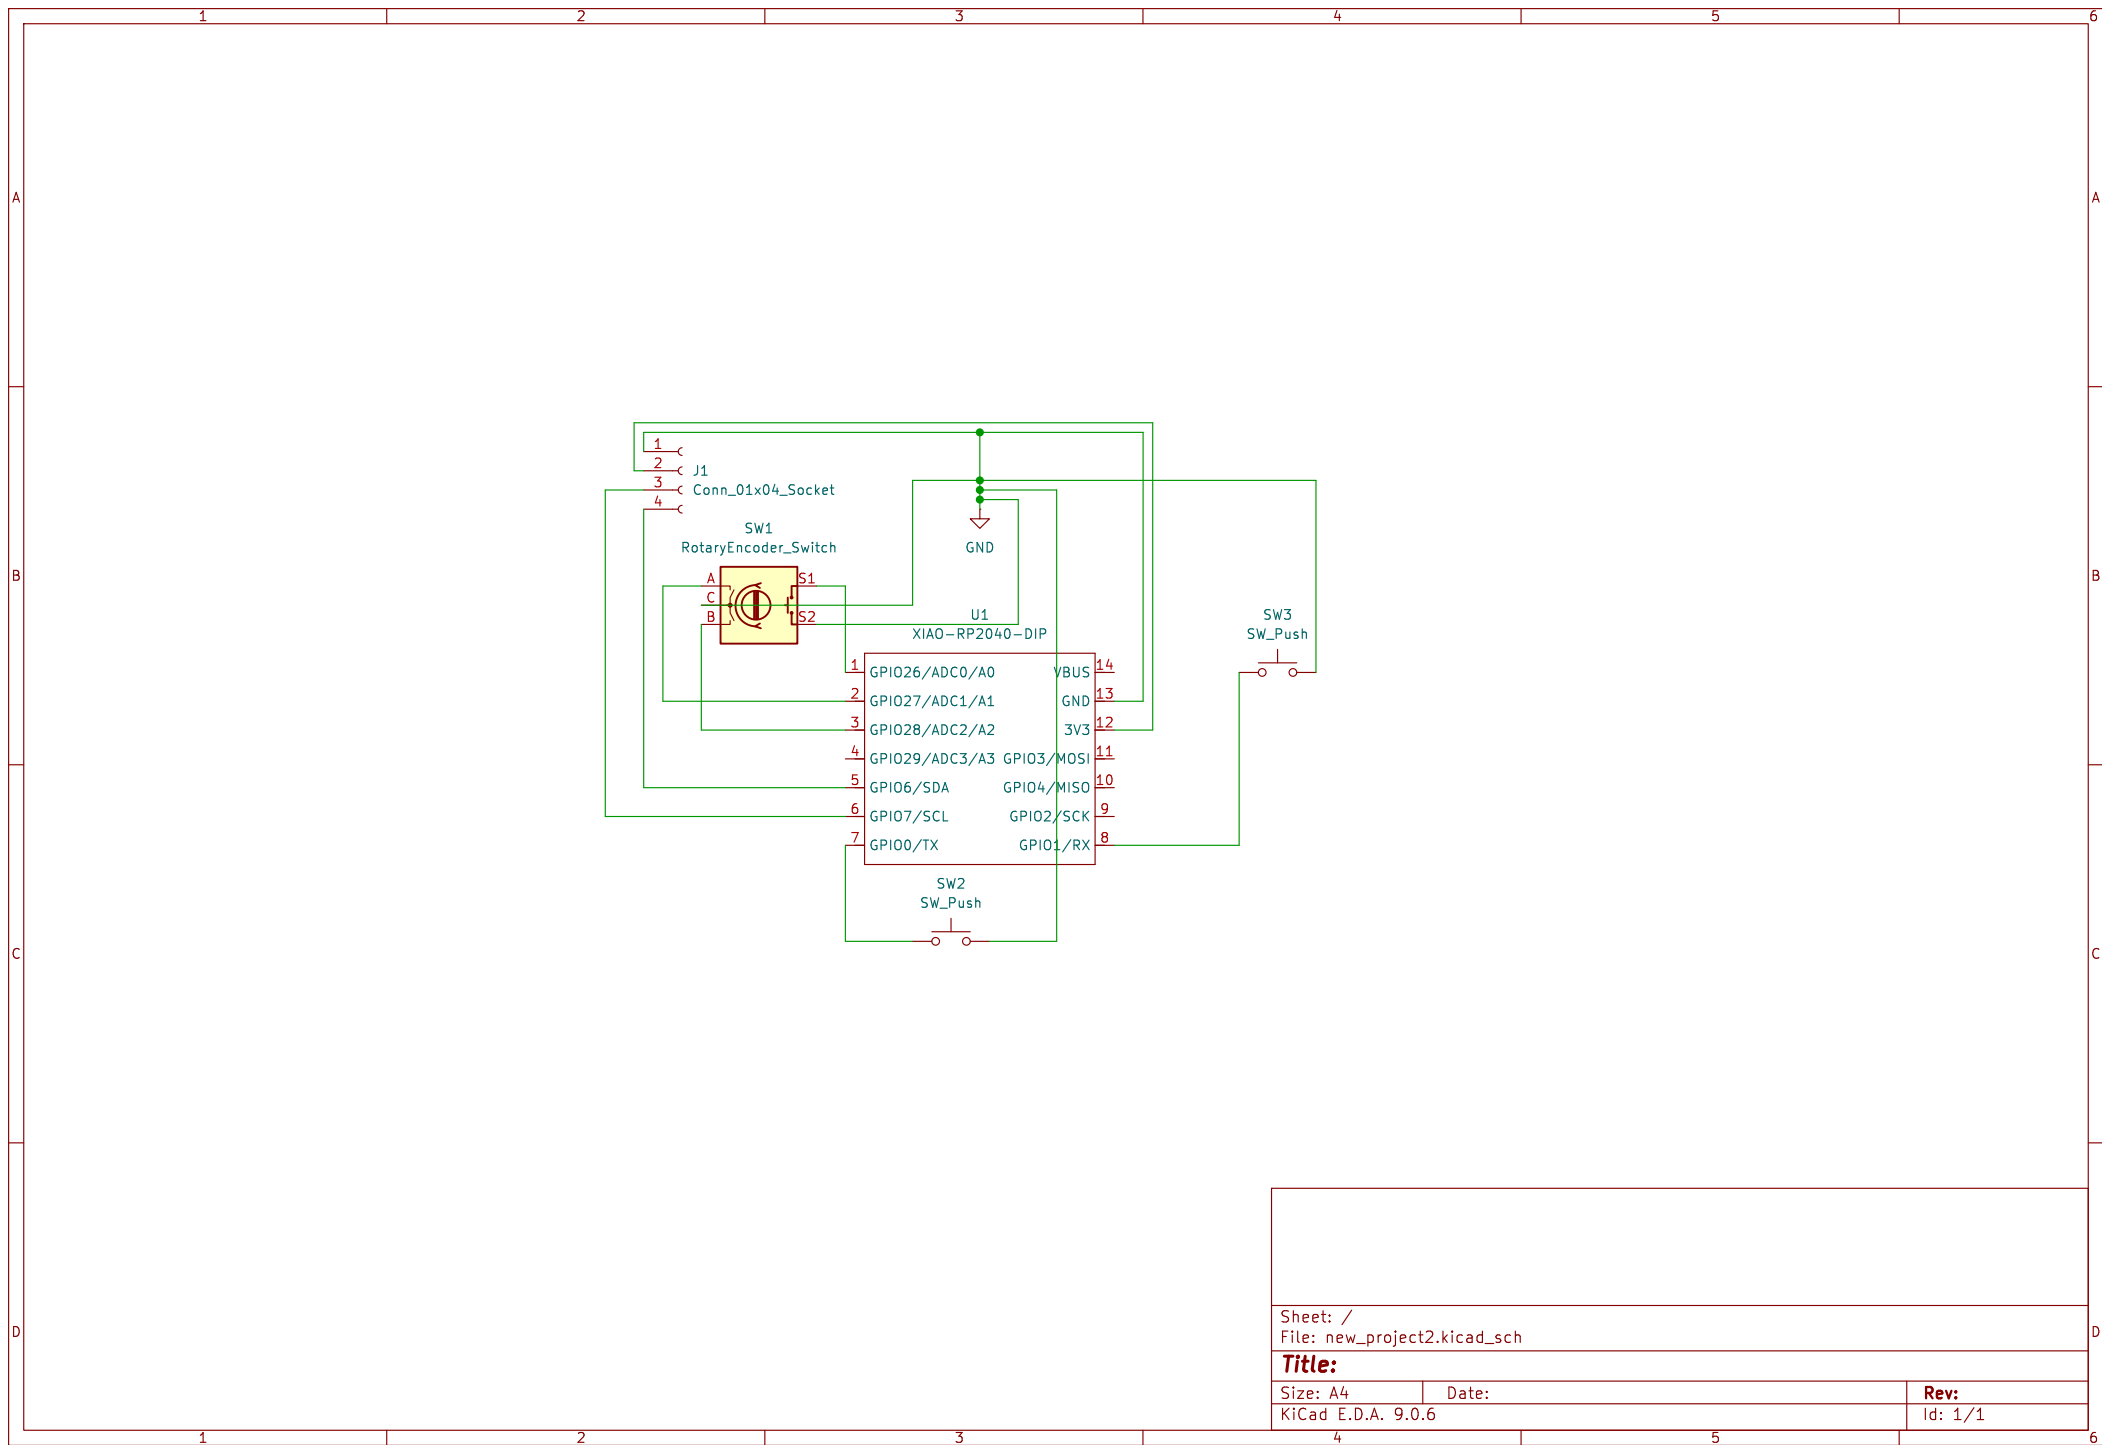 1 2 3 4 5 6
A A
1
2 J1
3 Conn_01x04_Socket
4
SW1
RotaryEncoder_Switch
GND
B B
A S1
C
B S2
U1
XIAO-RP2040-DIP
SW3
SW_Push
1 GPIO26/ADC0/A0 VBUS 14
2 GPIO27/ADC1/A1 GND 13
3 GPIO28/ADC2/A2 3V3 12
4 GPIO29/ADC3/A3 GPIO3/MOSI 11
5 GPIO6/SDA GPIO4/MISO 10
6 GPIO7/SCL GPIO2/SCK 9
7 GPIO0/TX GPIO1/RX 8
SW2
SW_Push
C C
Sheet: /
File: new_project2.kicad_sch
D D
Title:
Size: A4 Date: Rev:
KiCad E.D.A. 9.0.6 Id: 1/1
1 2 3 4 5 6